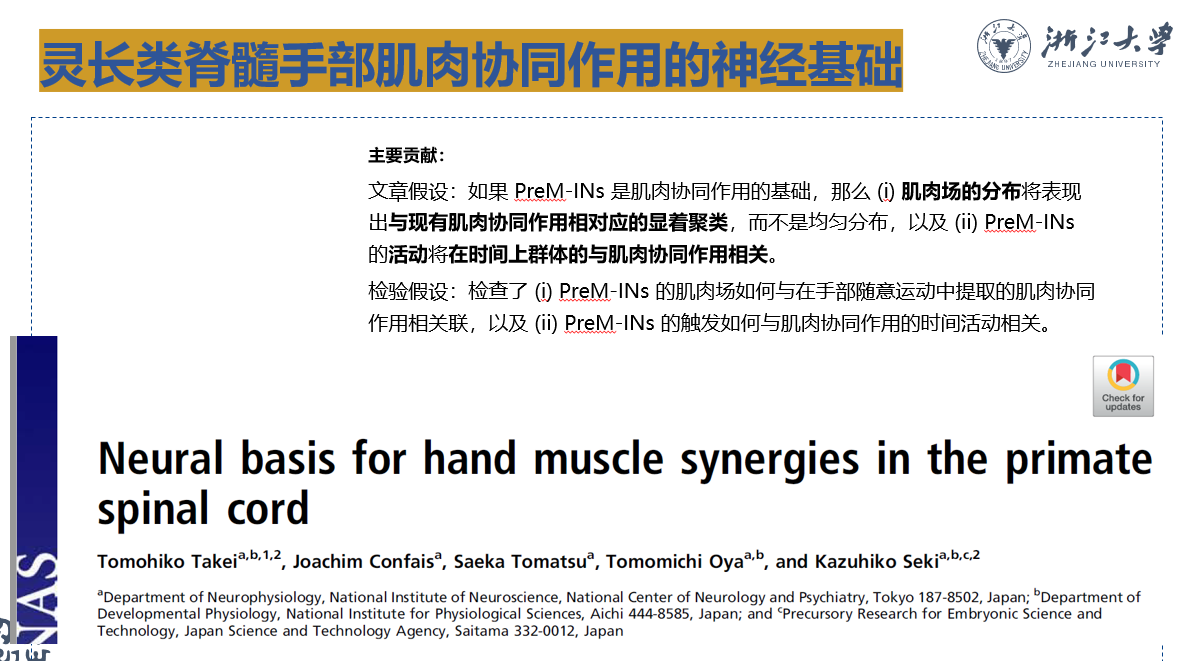 灵长类脊髓手部肌肉协同作用的神经基础
浙江大学
ZHEJIANG UNIVERSITY
主要贡献：
文章假设：如果 PreM-INs 是肌肉协同作用的基础，那么 (i) 肌肉场的分布将表现
出与现有肌肉协同作用相对应的显着聚类，而不是均匀分布，以及 (ii) PreM-INs
的活动将在时间上群体的与肌肉协同作用相关。
检验假设：检查了 (i) PreM-INs 的肌肉场如何与在手部随意运动中提取的肌肉协同
作用相关联，以及 (ii) PreM-INs 的触发如何与肌肉协同作用的时间活动相关。
Check for
updates
Neural basis for hand muscle synergies in the primate
spinal cord
Tomohiko Takei^a,b,1,2, Joachim Confais^a, Saeka Tomatsu^a, Tomomichi Oya^a,b, and Kazuhiko Seki^a,b,c,2
^aDepartment of Neurophysiology, National Institute of Neuroscience, National Center of Neurology and Psychiatry, Tokyo 187-8502, Japan; ^bDepartment of
Developmental Physiology, National Institute for Physiological Sciences, Aichi 444-8585, Japan; and ^cPrecursory Research for Embryonic Science and
Technology, Japan Science and Technology Agency, Saitama 332-0012, Japan
NAS